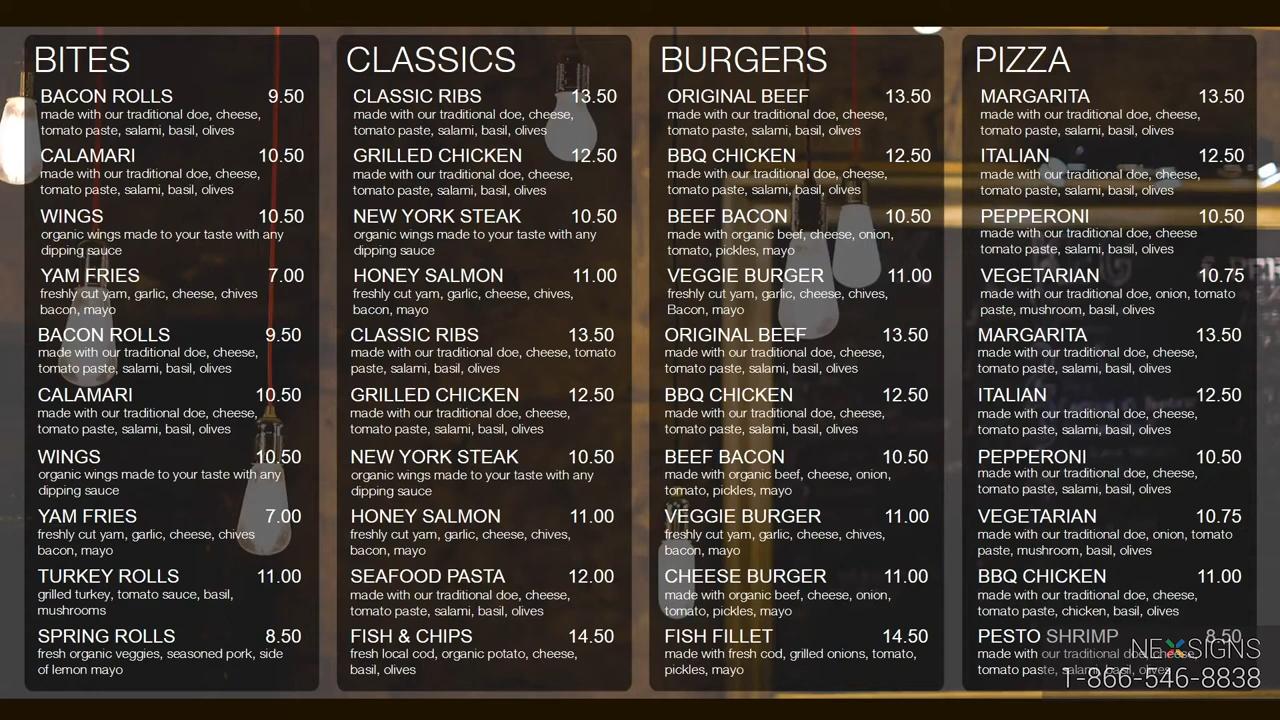 BITES
BACON ROLLS 9.50
made with our traditional doe, cheese,
tomato paste, salami, basil, olives
CALAMARI 10.50
made with our traditional doe, cheese,
tomato paste, salami, basil, olives
WINGS 10.50
organic wings made to your taste with any
dipping sauce
YAM FRIES 7.00
freshly cut yam, garlic, cheese, chives
bacon, mayo
BACON ROLLS 9.50
made with our traditional doe, cheese,
tomato paste, salami, basil, olives
CALAMARI 10.50
made with our traditional doe, cheese,
tomato paste, salami, basil, olives
WINGS 10.50
organic wings made to your taste with any
dipping sauce
YAM FRIES 7.00
freshly cut yam, garlic, cheese, chives
bacon, mayo
TURKEY ROLLS 11.00
grilled turkey, tomato sauce, basil,
mushrooms
SPRING ROLLS 8.50
fresh organic veggies, seasoned pork, side
of lemon mayo
CLASSICS
CLASSIC RIBS 13.50
made with our traditional doe, cheese,
tomato paste, salami, basil, olives
GRILLED CHICKEN 12.50
made with our traditional doe, cheese,
tomato paste, salami, basil, olives
NEW YORK STEAK 10.50
organic wings made to your taste with any
dipping sauce
HONEY SALMON 11.00
freshly cut yam, garlic, cheese, chives,
bacon, mayo
CLASSIC RIBS 13.50
made with our traditional doe, cheese, tomato
paste, salami, basil, olives
GRILLED CHICKEN 12.50
made with our traditional doe, cheese,
tomato paste, salami, basil, olives
NEW YORK STEAK 10.50
organic wings made to your taste with any
dipping sauce
HONEY SALMON 11.00
freshly cut yam, garlic, cheese, chives,
bacon, mayo
SEAFOOD PASTA 12.00
made with our traditional doe, cheese,
tomato paste, salami, basil, olives
FISH & CHIPS 14.50
fresh local cod, organic potato, cheese,
basil, olives
BURGERS
ORIGINAL BEEF 13.50
made with our traditional doe, cheese,
tomato paste, salami, basil, olives
BBQ CHICKEN 12.50
made with our traditional doe, cheese,
tomato paste, salami, basil, olives
BEEF BACON 10.50
made with organic beef, cheese, onion,
tomato, pickles, mayo
VEGGIE BURGER 11.00
freshly cut yam, garlic, cheese, chives,
Bacon, mayo
ORIGINAL BEEF 13.50
made with our traditional doe, cheese,
tomato paste, salami, basil, olives
BBQ CHICKEN 12.50
made with our traditional doe, cheese,
tomato paste, salami, basil, olives
BEEF BACON 10.50
made with organic beef, cheese, onion,
tomato, pickles, mayo
VEGGIE BURGER 11.00
freshly cut yam, garlic, cheese, chives,
bacon, mayo
CHEESE BURGER 11.00
made with organic beef, cheese, onion,
tomato, pickles, mayo
FISH FILLET 14.50
made with fresh cod, grilled onions, tomato,
pickles, mayo
PIZZA
MARGARITA 13.50
made with our traditional doe, cheese,
tomato paste, salami, basil, olives
ITALIAN 12.50
made with our traditional doe, cheese,
tomato paste, salami, basil, olives
PEPPERONI 10.50
made with our traditional doe, cheese
tomato paste, salami, basil, olives
VEGETARIAN 10.75
made with our traditional doe, onion, tomato
paste, mushroom, basil, olives
MARGARITA 13.50
made with our traditional doe, cheese,
tomato paste, salami, basil, olives
ITALIAN 12.50
made with our traditional doe, cheese,
tomato paste, salami, basil, olives
PEPPERONI 10.50
made with our traditional doe, cheese,
tomato paste, salami, basil, olives
VEGETARIAN 10.75
made with our traditional doe, onion, tomato
paste, mushroom, basil, olives
BBQ CHICKEN 11.00
made with our traditional doe, cheese,
tomato paste, chicken, basil, olives
PESTO SHRIMP 8.50
made with our traditional doe, cheese,
tomato paste, salami, basil, olives
NEXSIGNS
1-866-546-8838